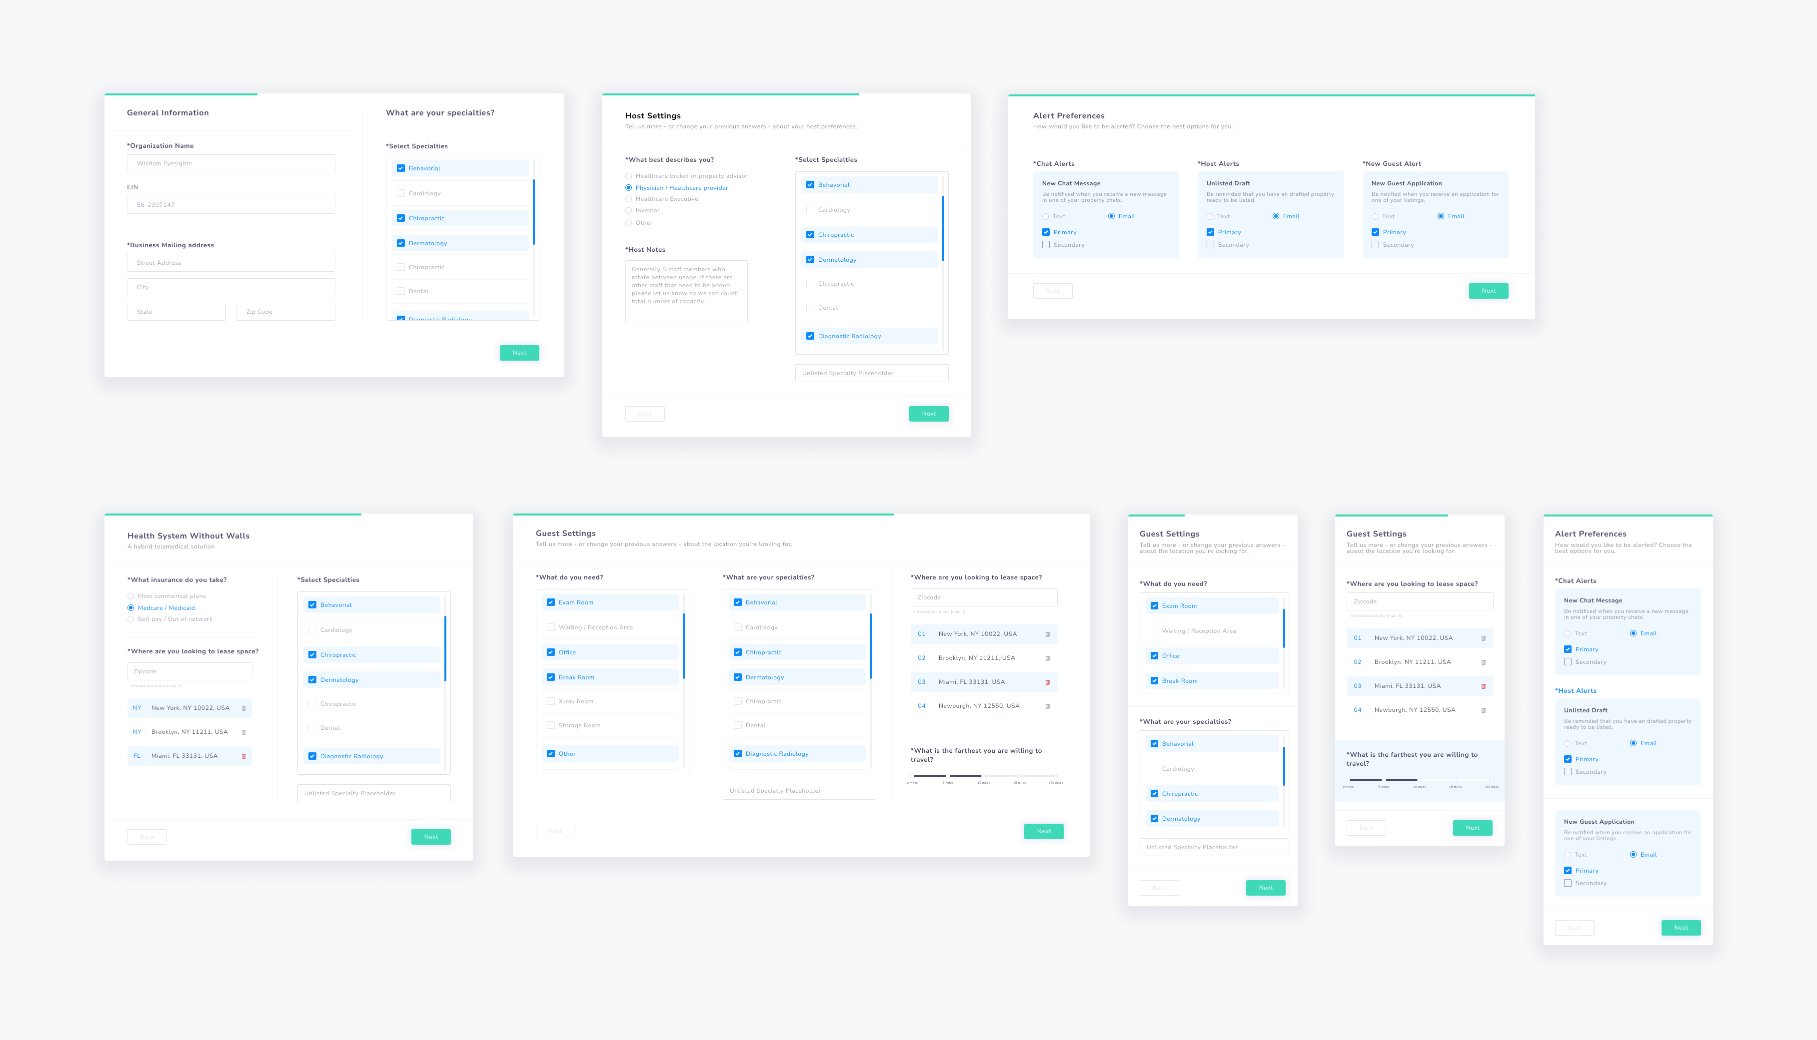 General Information
*Organization Name
Wisdom Eyesights
EIN
56-2307147
*Business Mailing address
Street Address
City
State
Zip Code
What are your specialties?
*Select Specialties
Behavorial
Cardiology
Chiropractic
Dermatology
Chiropractic
Dental
Diagnostic Radiology
Next
Host Settings
Tell us more - or change your previous answers - about your host preferences.
*What best describes you?
Healthcare broker or property advisor
Physician / Healthcare provider
Healthcare Executive
Investor
Other
*Host Notes
Generally 5 staff members who
rotate between usage. If there are
other staff that need to be added,
please let us know so we can count
total number of capacity.
*Select Specialties
Behavorial
Cardiology
Chiropractic
Dermatology
Chiropractic
Dental
Diagnostic Radiology
Unlisted Specialty Placeholder
Back
Next
Alert Preferences
How would you like to be alerted? Choose the best options for you.
*Chat Alerts
New Chat Message
Be notifised when you receive a new message
in one of your property chats.
Text
Email
Primary
Secondary
*Host Alerts
Unlisted Draft
Be reminded that you have an drafted property
ready to be listed.
Text
Email
Primary
Secondary
*New Guest Alert
New Guest Application
Be notified when you receive an application for
one of your listings.
Text
Email
Primary
Secondary
Back
Next
Health System Without Walls
A hybrid telemedical solution
*What insurance do you take?
Most commerical plans
Medcare / Medicaid
Self pay / Out of network
*Where are you looking to lease space?
Zipcode
NY New York, NY 10022, USA
NY Brooklyn, NY 11211, USA
FL Miami, FL 33131, USA
*Select Specialties
Behavorial
Cardiology
Chiropractic
Dermatology
Chiropractic
Dental
Diagnostic Radiology
Unlisted Specialty Placeholder
Back
Next
Guest Settings
Tell us more - or change your previous answers - about the location you're looking for.
*What do you need?
Exam Room
Waiting / Reception Area
Office
Break Room
X-ray Room
Storage Room
Other
*What are your specialties?
Behavorial
Cardiology
Chiropractic
Dermatology
Chiropractic
Dental
Diagnostic Radiology
Unlisted Specialty Placeholder
*Where are you looking to lease space?
Zipcode
01 New York, NY 10022, USA
02 Brooklyn, NY 11211, USA
03 Miami, FL 33131, USA
04 Newburgh, NY 12550, USA
*What is the farthest you are willing to
travel?
Back
Next
Guest Settings
Tell us more - or change your previous answers -
about the location you're looking for.
*What do you need?
Exam Room
Waiting / Reception Area
Office
Break Room
*What are your specialties?
Behavorial
Cardiology
Chiropractic
Dermatology
Unlisted Specialty Placeholder
Back
Next
Guest Settings
Tell us more - or change your previous answers -
about the location you're looking for.
*Where are you looking to lease space?
Zipcode
01 New York, NY 10022, USA
02 Brooklyn, NY 11211, USA
03 Miami, FL 33131, USA
04 Newburgh, NY 12550, USA
*What is the farthest you are willing to
travel?
Back
Next
Alert Preferences
How would you like to be alerted? Choose the
best options for you.
*Chat Alerts
New Chat Message
Be notifised when you receive a new message
in one of your property chats.
Text
Email
Primary
Secondary
*Host Alerts
Unlisted Draft
Be reminded that you have an drafted property
ready to be listed.
Text
Email
Primary
Secondary
New Guest Application
Be notified when you receive an application for
one of your listings.
Text
Email
Primary
Secondary
Back
Next